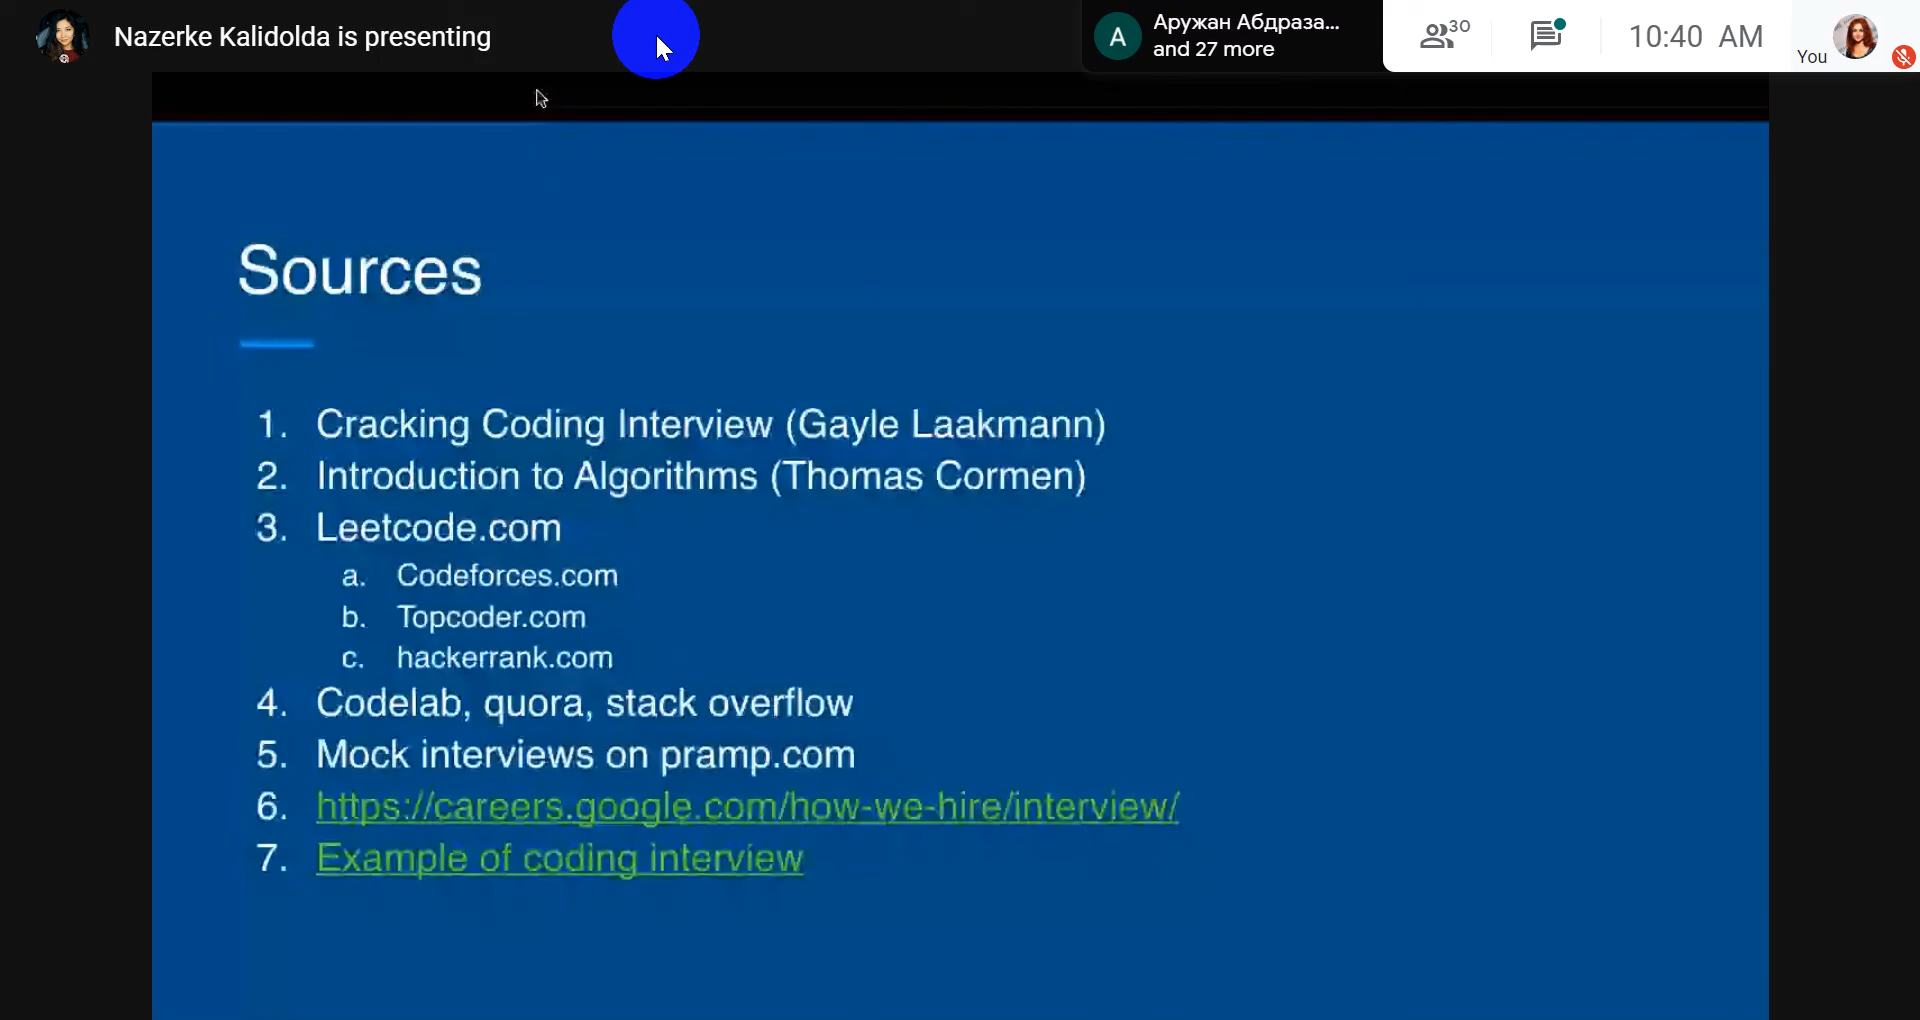 Nazerke Kalidolda is presenting
A
Аружан Абдраза...
and 27 more
30
10:40 AM
You
Sources
1. Cracking Coding Interview (Gayle Laakmann)
2. Introduction to Algorithms (Thomas Cormen)
3. Leetcode.com
a. Codeforces.com
b. Topcoder.com
c. hackerrank.com
4. Codelab, quora, stack overflow
5. Mock interviews on pramp.com
6. https://careers.google.com/how-we-hire/interview/
7. Example of coding interview